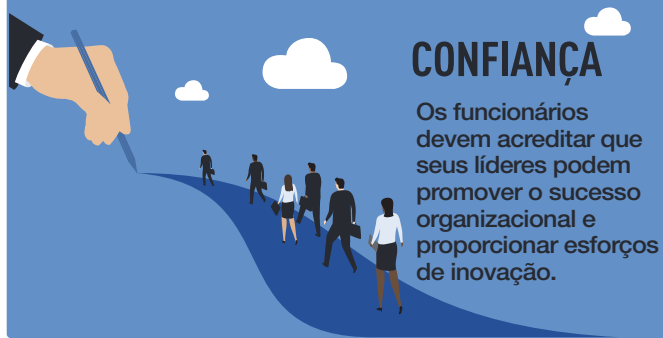 CONFIANÇA
Os funcionários
devem acreditar que
seus líderes podem
promover o sucesso
organizacional e
proporcionar esforços
de inovação.